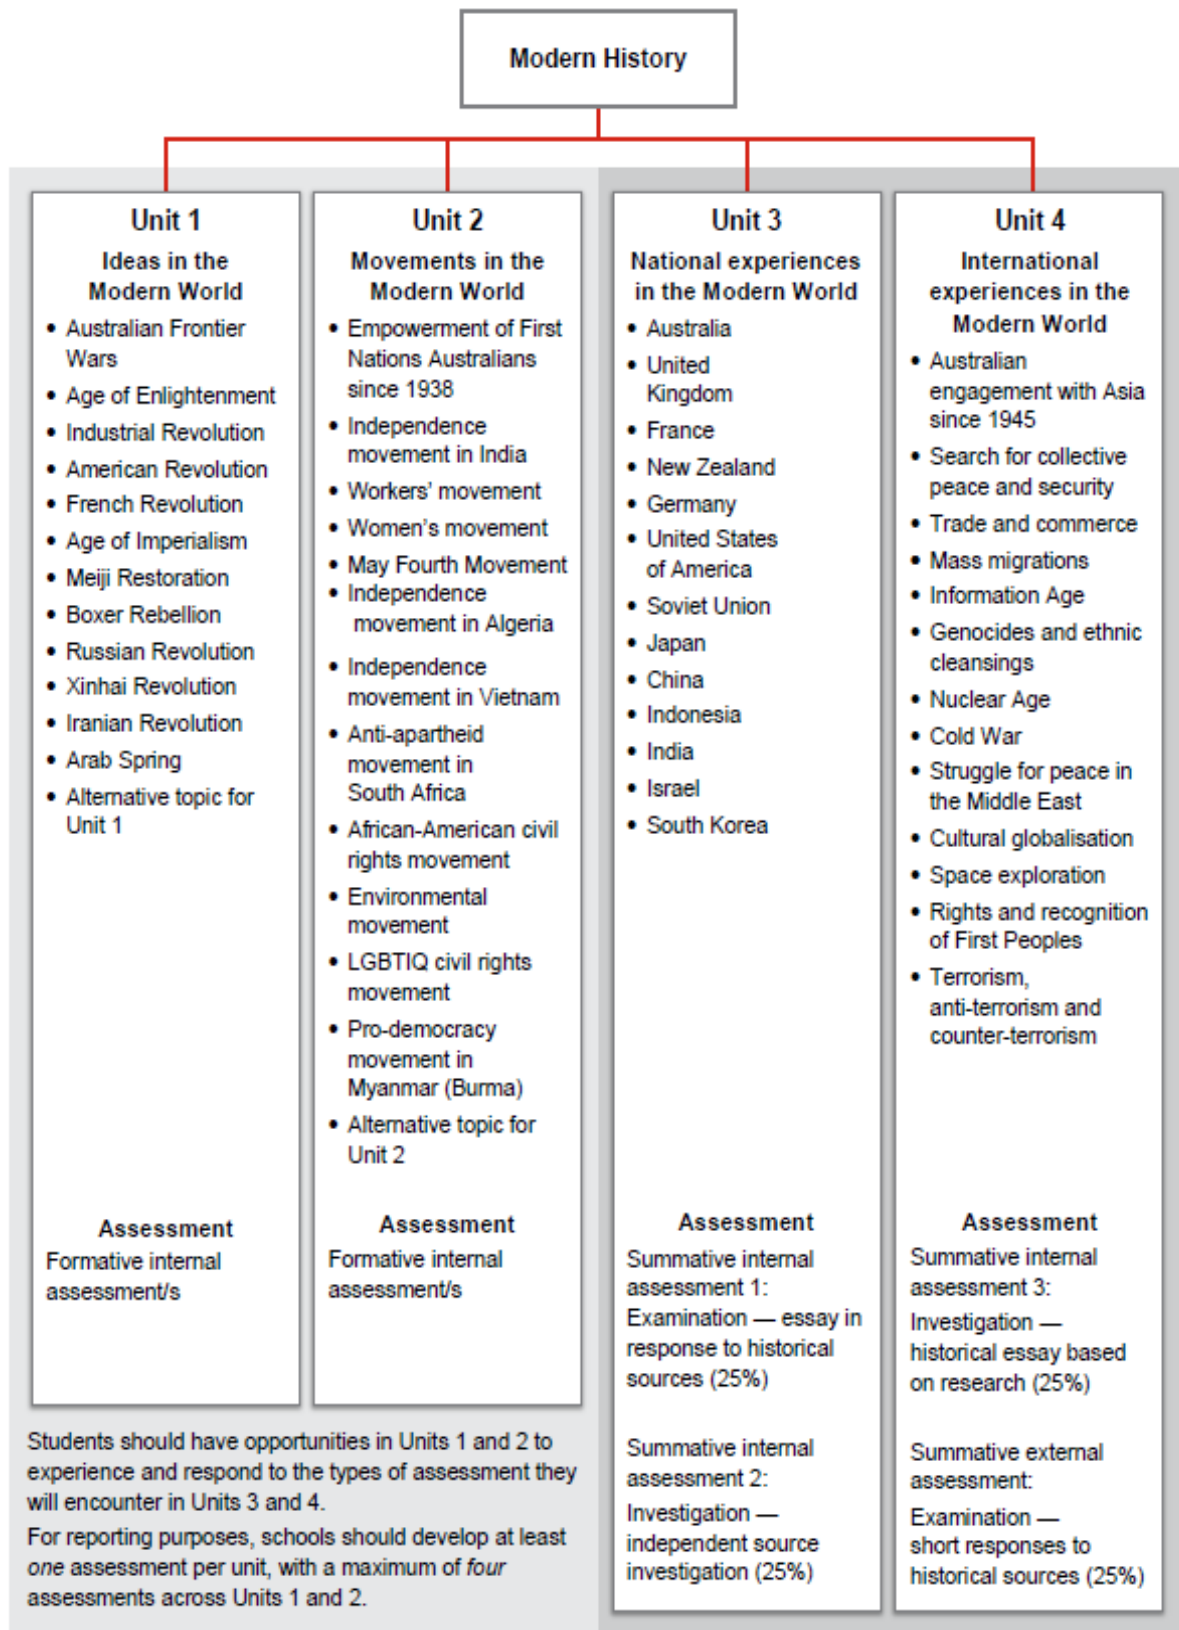 Modern History
Unit 1
Ideas in the
Modern World
• Australian Frontier
Wars
• Age of Enlightenment
• Industrial Revolution
• American Revolution
• French Revolution
• Age of Imperialism
• Meiji Restoration
• Boxer Rebellion
• Russian Revolution
• Xinhai Revolution
• Iranian Revolution
• Arab Spring
• Alternative topic for
Unit 1
Assessment
Formative internal
assessment/s
Unit 2
Movements in the
Modern World
• Empowerment of First
Nations Australians
since 1938
• Independence
movement in India
• Workers' movement
• Women's movement
• May Fourth Movement
• Independence
movement in Algeria
• Independence
movement in Vietnam
• Anti-apartheid
movement in
South Africa
• African-American civil
rights movement
• Environmental
movement
• LGBTIQ civil rights
movement
• Pro-democracy
movement in
Myanmar (Burma)
• Alternative topic for
Unit 2
Assessment
Formative internal
assessment/s
Students should have opportunities in Units 1 and 2 to
experience and respond to the types of assessment they
will encounter in Units 3 and 4.
For reporting purposes, schools should develop at least
one assessment per unit, with a maximum of four
assessments across Units 1 and 2.
Unit 3
National experiences
in the Modern World
• Australia
• United
Kingdom
• France
• New Zealand
• Germany
• United States
of America
• Soviet Union
• Japan
• China
• Indonesia
• India
• Israel
• South Korea
Assessment
Summative internal
assessment 1:
Examination — essay in
response to historical
sources (25%)
Summative internal
assessment 2:
Investigation —
independent source
investigation (25%)
Unit 4
International
experiences in the
Modern World
• Australian
engagement with Asia
since 1945
• Search for collective
peace and security
• Trade and commerce
• Mass migrations
• Information Age
• Genocides and ethnic
cleansings
• Nuclear Age
• Cold War
• Struggle for peace in
the Middle East
• Cultural globalisation
• Space exploration
• Rights and recognition
of First Peoples
• Terrorism,
anti-terrorism and
counter-terrorism
Assessment
Summative internal
assessment 3:
Investigation —
historical essay based
on research (25%)
Summative external
assessment:
Examination —
short responses to
historical sources (25%)